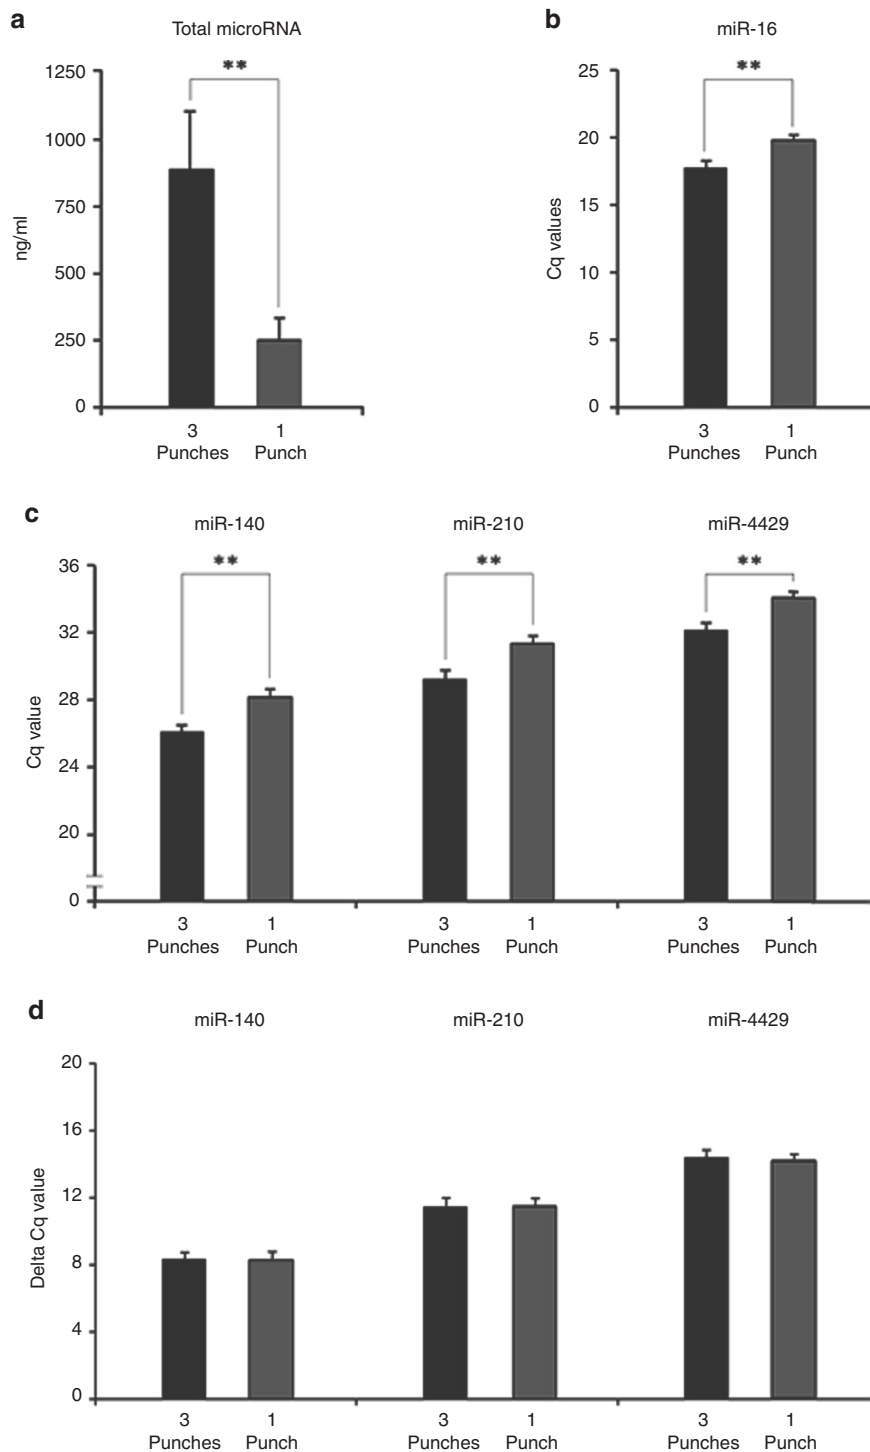 a
Total microRNA
**
1250
1000
750
500
250
0
ng/ml
3
Punches
1
Punch
b
miR-16
**
25
20
15
10
5
0
Cq values
3
Punches
1
Punch
c
miR-140
miR-210
miR-4429
**
**
**
36
32
28
24
20
0
Cq value
3
Punches
1
Punch
3
Punches
1
Punch
3
Punches
1
Punch
d
miR-140
miR-210
miR-4429
20
16
12
8
4
0
Delta Cq value
3
Punches
1
Punch
3
Punches
1
Punch
3
Punches
1
Punch